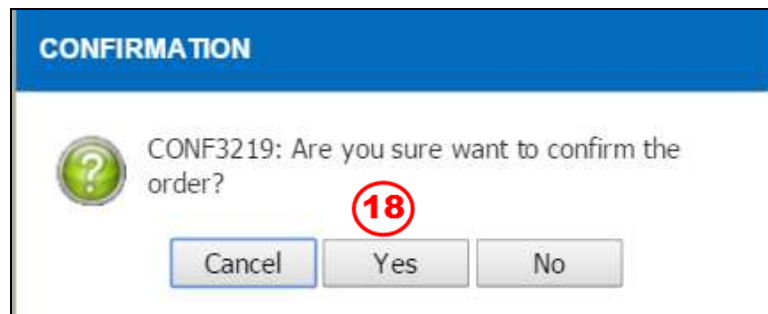 CONFIRMATION
CONF3219: Are you sure want to confirm the
order?
18
Cancel Yes No